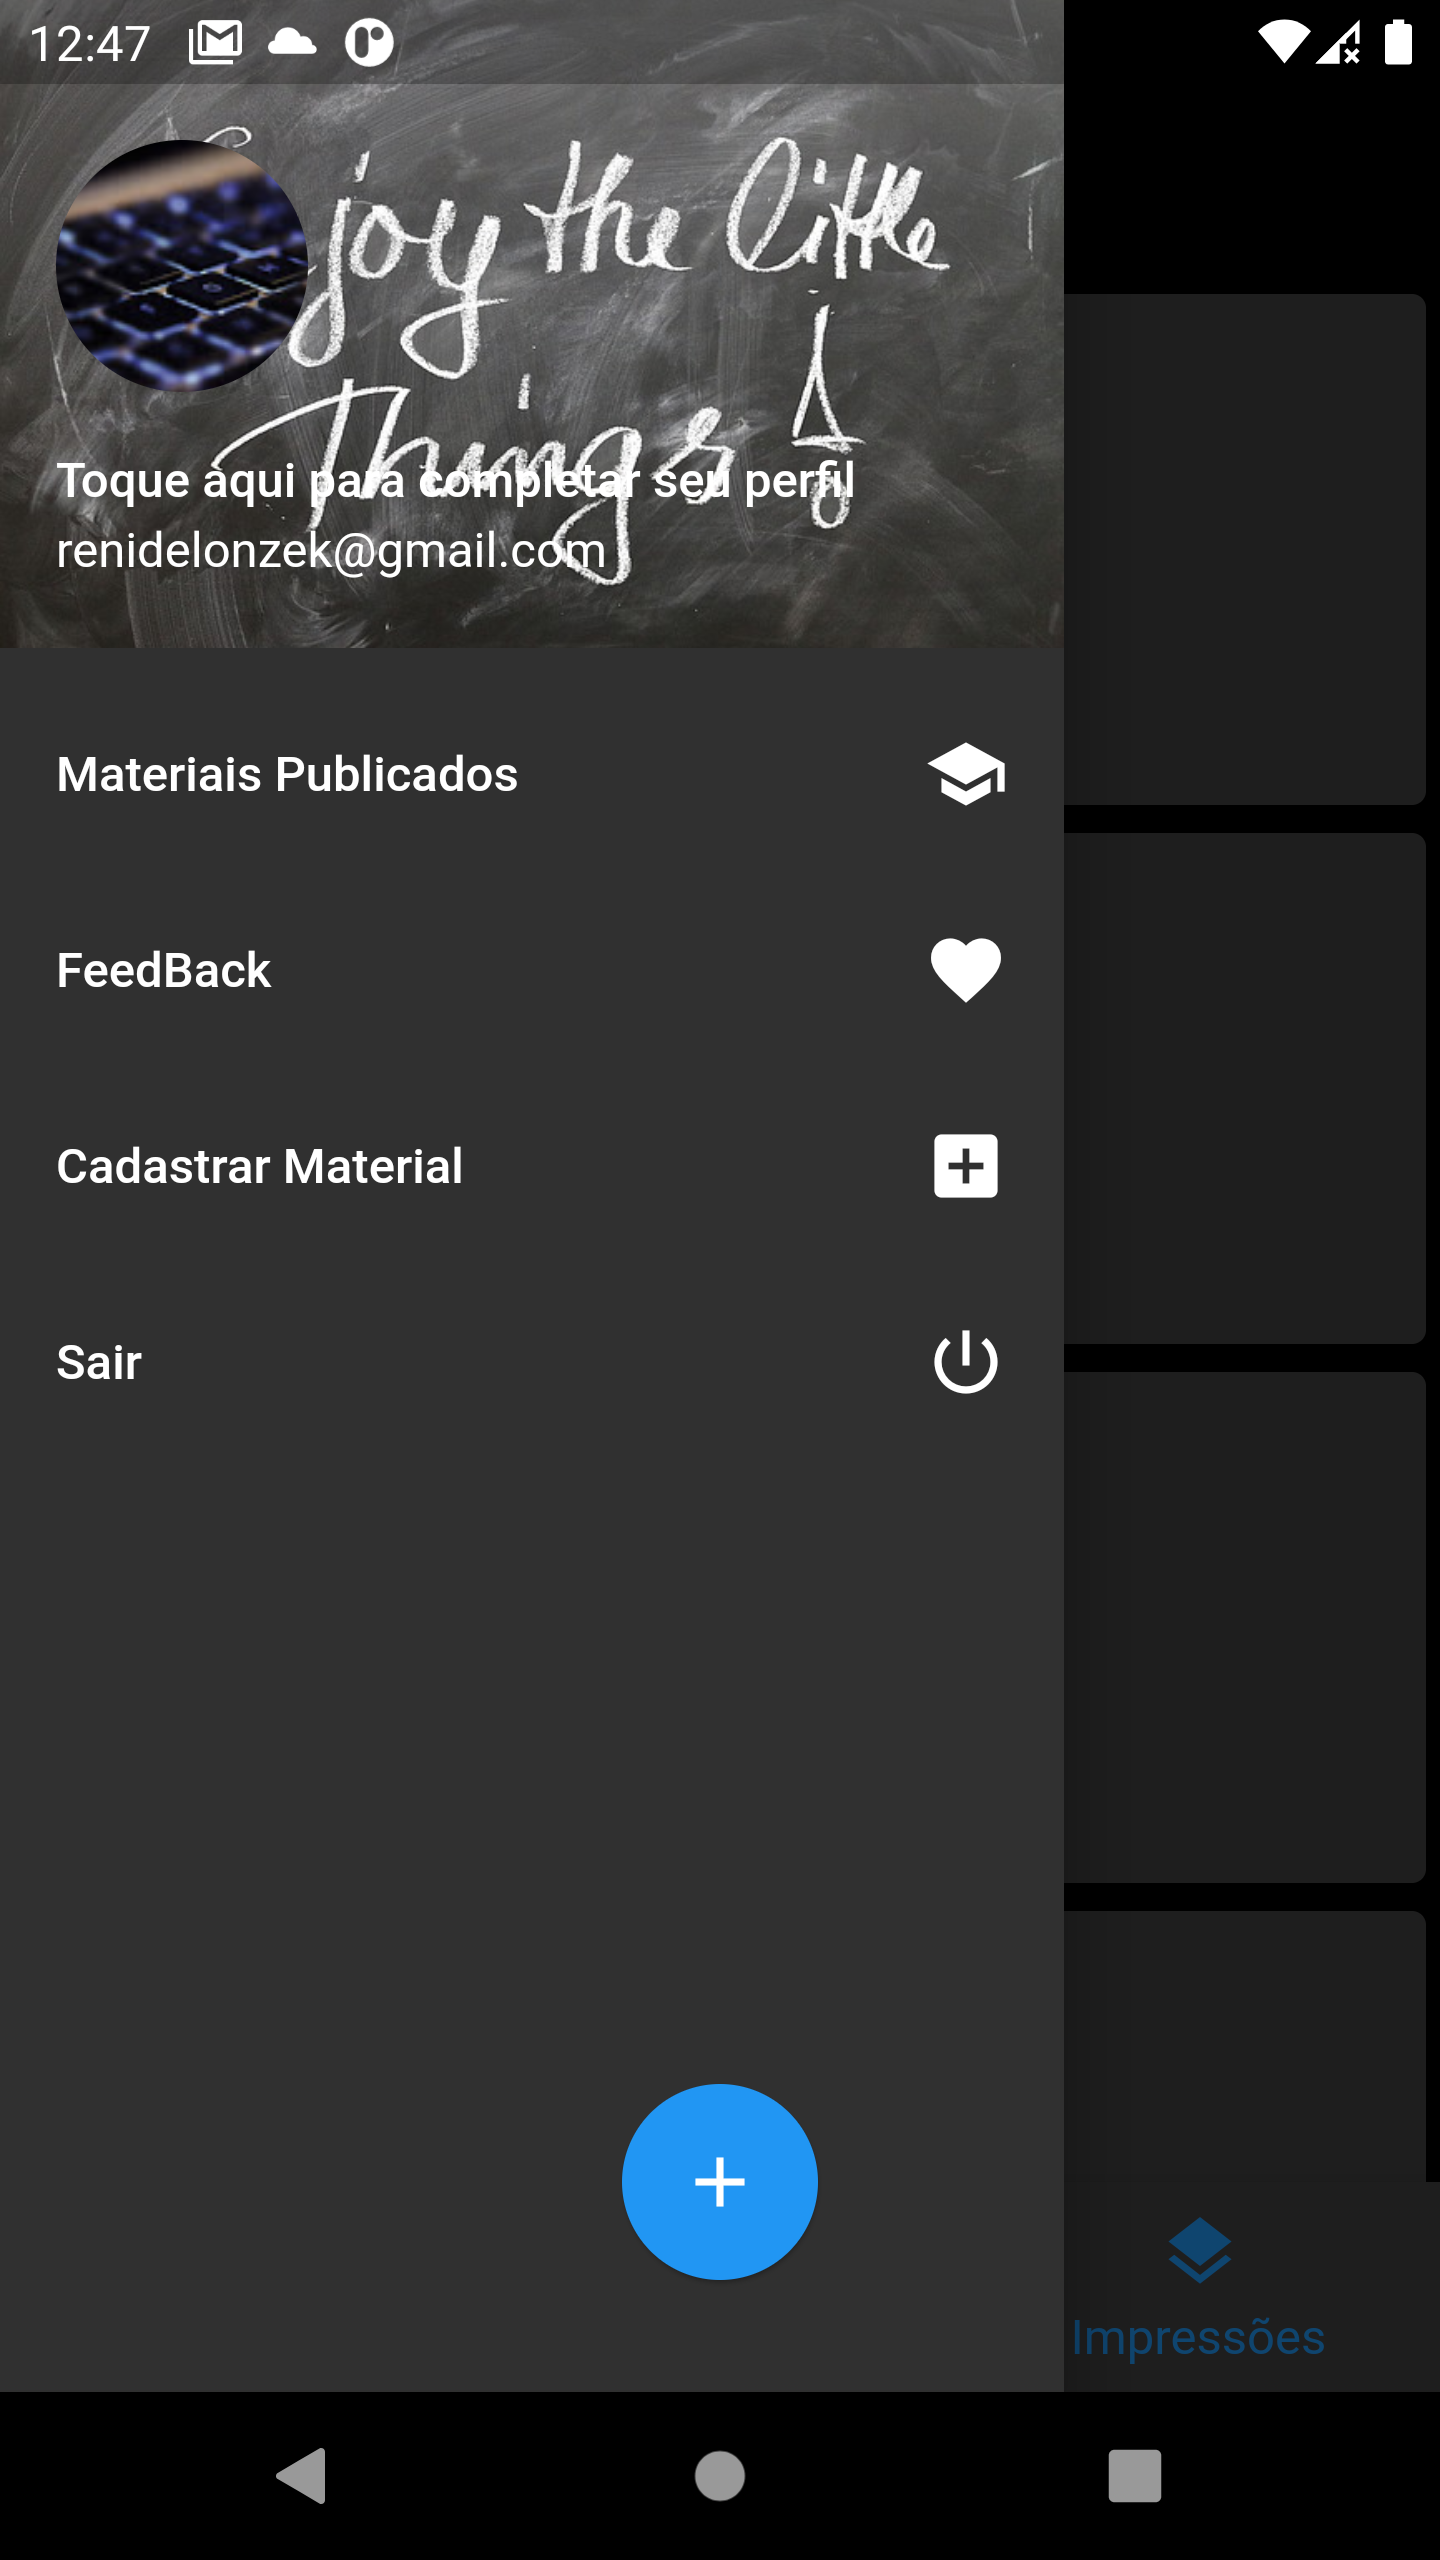 12:47
joy the little
Things!
Toque aqui para completar seu perfil
renidelonzek@gmail.com
Materiais Publicados
FeedBack
Cadastrar Material
Sair
Impressões